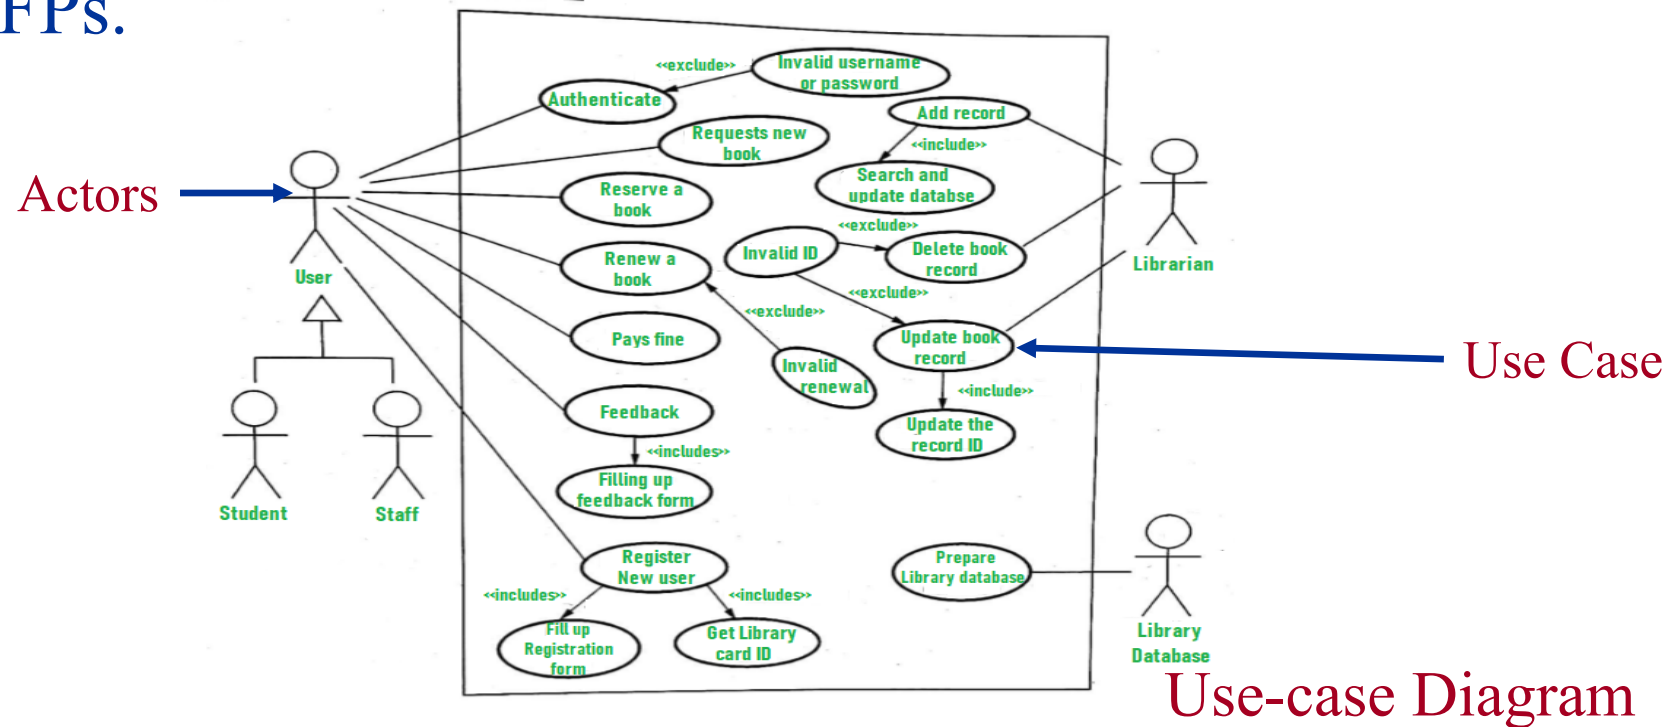 FPs.
<<exclude>>
Invalid username
or password
Authenticate
Add record
Requests new
book
<<include>>
Actors
Reserve a
book
Search and
update databse
<<exclude>>
Renew a
book
Invalid ID
Delete book
record
User
Librarian
<<exclude>>
<<exclude>>
Pays fine
Update book
record
Use Case
Invalid
renewal
<<include>>
Feedback
Update the
record ID
<<includes>>
Filling up
feedback form
Student
Staff
Register
New user
Prepare
Library database
<<includes>>
<<includes>>
Fill up
Registration
form
Get Library
card ID
Library
Database
Use-case Diagram